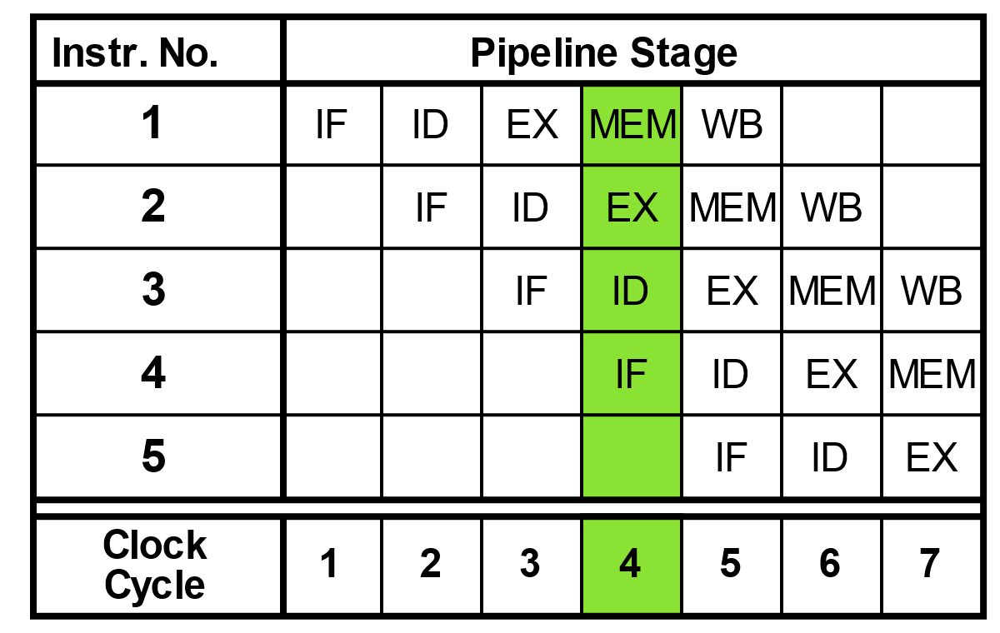 Instr. No. Pipeline Stage
1 IF ID EX MEM WB
2 IF ID EX MEM WB
3 IF ID EX MEM WB
4 IF ID EX MEM
5 IF ID EX
Clock
Cycle 1 2 3 4 5 6 7